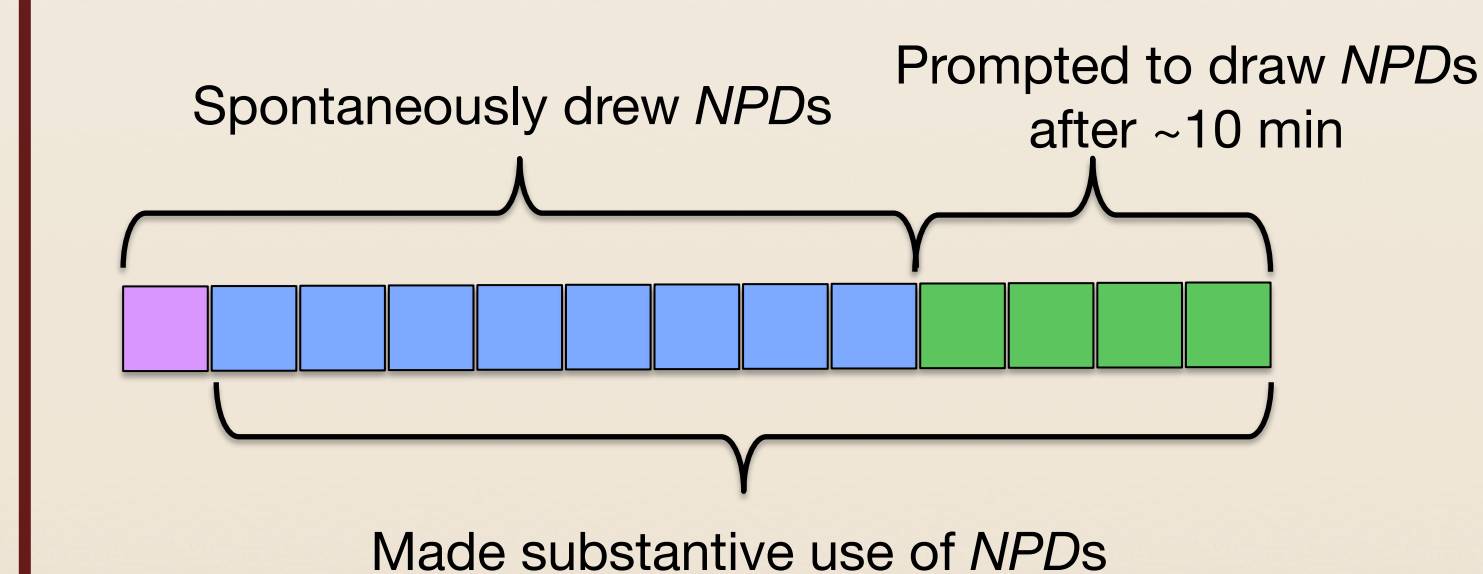 Spontaneously drew NPDs
Prompted to draw NPDs
after ~10 min
Made substantive use of NPDs